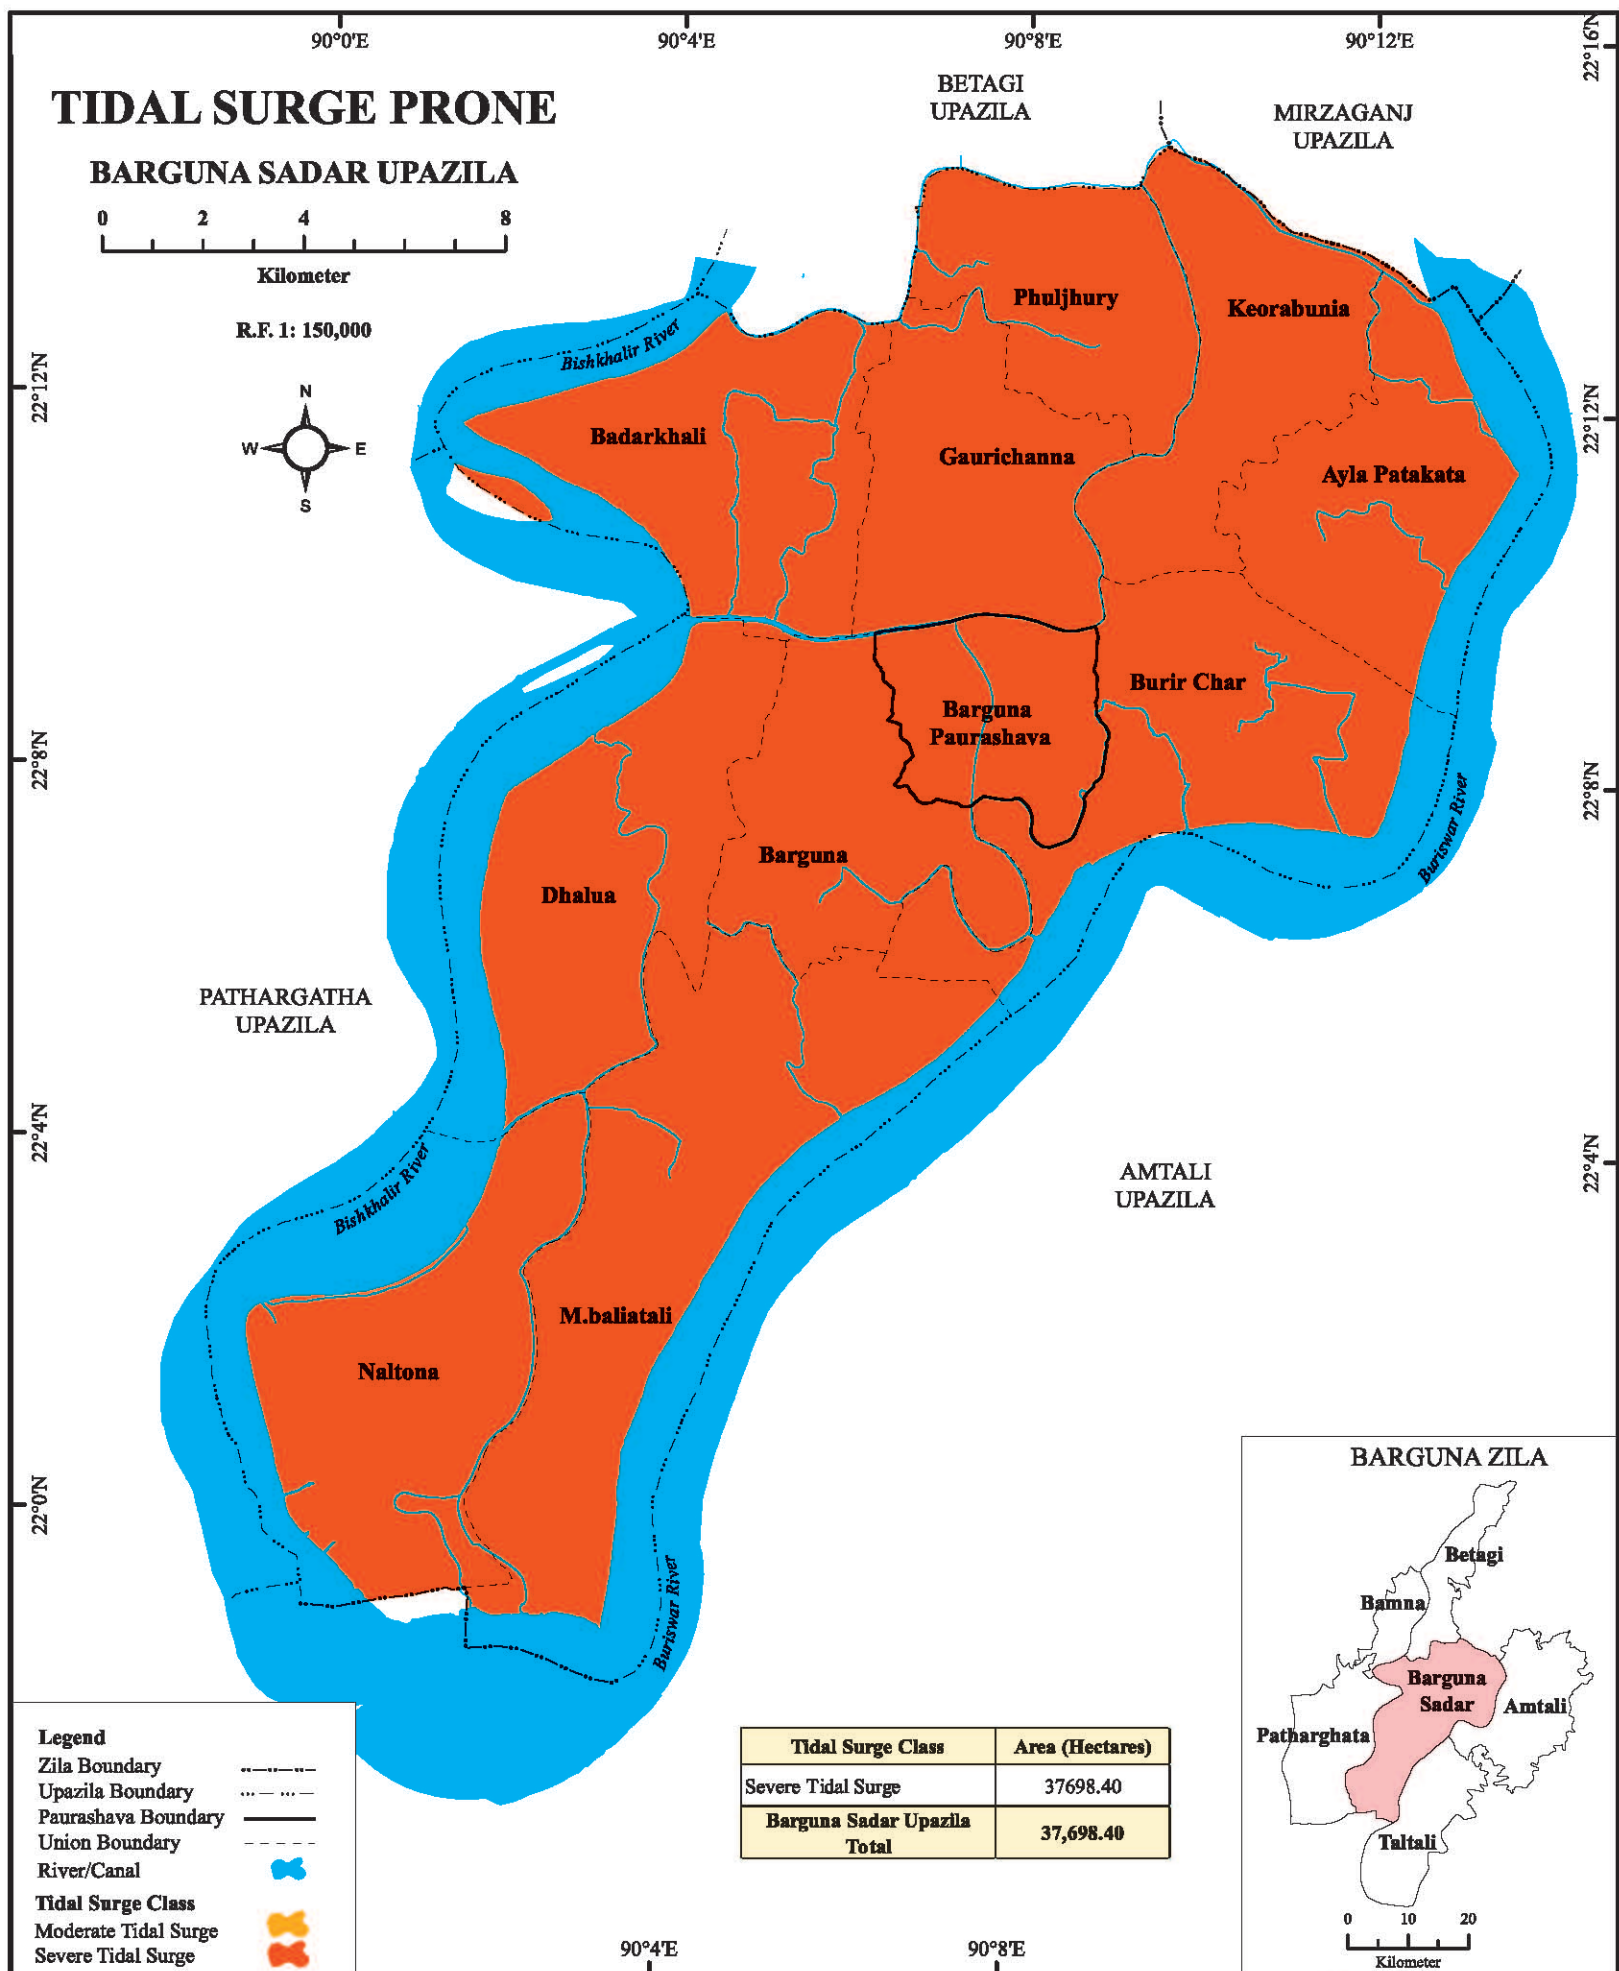 90°0'E
90°4'E
90°8'E
90°12'E
22°16'N
TIDAL SURGE PRONE
BARGUNA SADAR UPAZILA
0 2 4 6 8
Kilometer
R.F. 1: 150,000
N
W E
S
BETAGI
UPAZILA
MIRZAGANJ
UPAZILA
22°12'N
22°12'N
Bishkhalir River
Phuljhury
Keorabunia
Badarkhali
Gaurichanna
Ayla Patakata
Burir Char
Barguna
Paurashava
22°8'N
22°8'N
Buriswar River
Barguna
Dhalua
PATHARGATHA
UPAZILA
22°4'N
22°4'N
AMTALI
UPAZILA
Bishkhalir River
M.baliatali
Naltona
22°0'N
Buriswar River
BARGUNA ZILA
Betagi
Bamna
Barguna
Sadar
Amtali
Patharghata
Taltali
0 10 20
Kilometer
Legend
Zila Boundary
Upazila Boundary
Paurashava Boundary
Union Boundary
River/Canal
Tidal Surge Class
Moderate Tidal Surge
Severe Tidal Surge
Tidal Surge Class Area (Hectares)
Severe Tidal Surge 37698.40
Barguna Sadar Upazila
Total 37,698.40
90°4'E
90°8'E